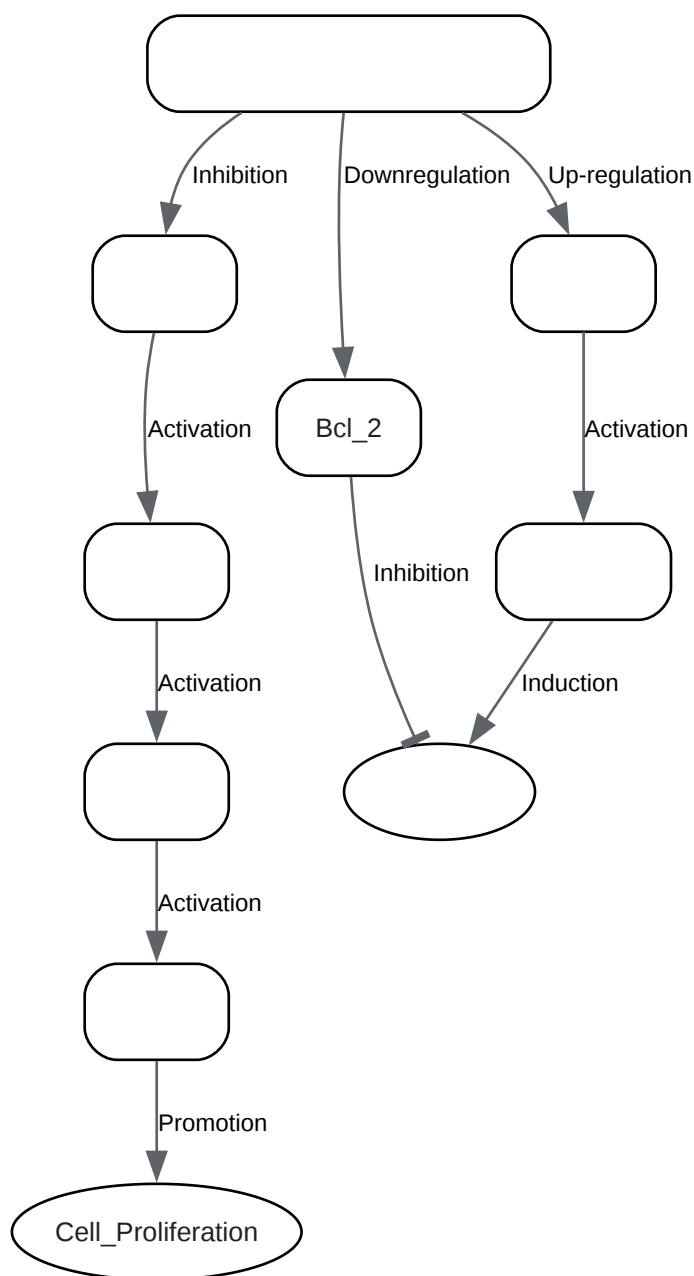 Inhibition
Downregulation
Up-regulation
Activation
Bcl_2
Activation
Inhibition
Activation
Induction
Activation
Promotion
Cell_Proliferation